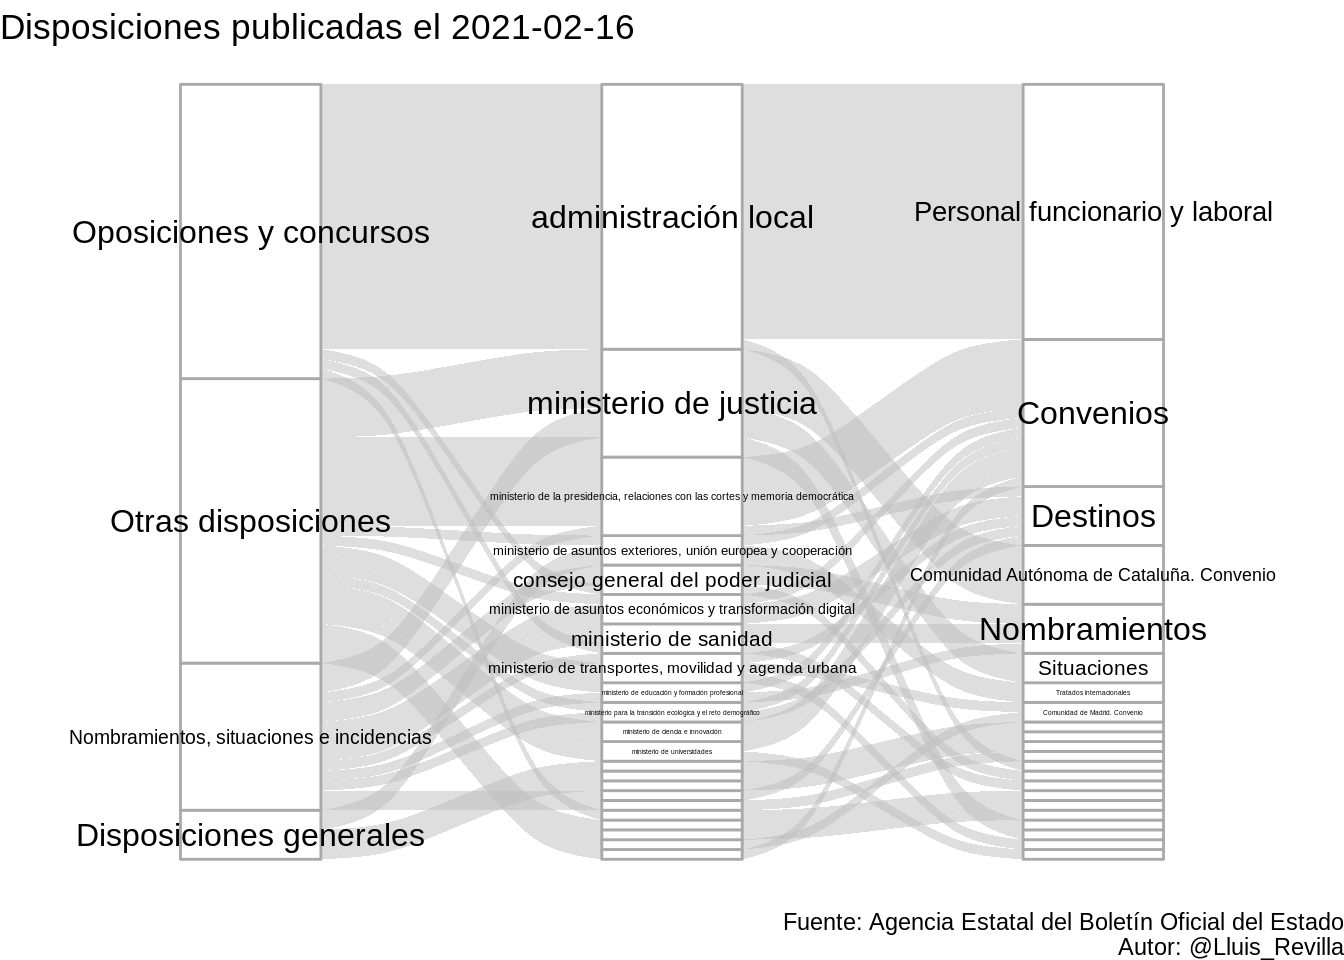 Disposiciones publicadas el 2021-02-16
Oposiciones y concursos
Otras disposiciones
Nombramientos, situaciones e incidencias
Disposiciones generales
administración local
ministerio de justicia
ministerio de la presidencia, relaciones con las cortes y memoria democrática
ministerio de asuntos exteriores, unión europea y cooperación
consejo general del poder judicial
ministerio de asuntos económicos y transformación digital
ministerio de sanidad
ministerio de transportes, movilidad y agenda urbana
ministerio de educación y formación profesional
ministerio para la transición ecológica y el reto demográfico
ministerio de ciencia e innovación
ministerio de universidades
Personal funcionario y laboral
Convenios
Destinos
Comunidad Autónoma de Cataluña. Convenio
Nombramientos
Situaciones
Tratados internacionales
Comunidad de Madrid. Convenio
Fuente: Agencia Estatal del Boletín Oficial del Estado
Autor: @Lluis_Revilla